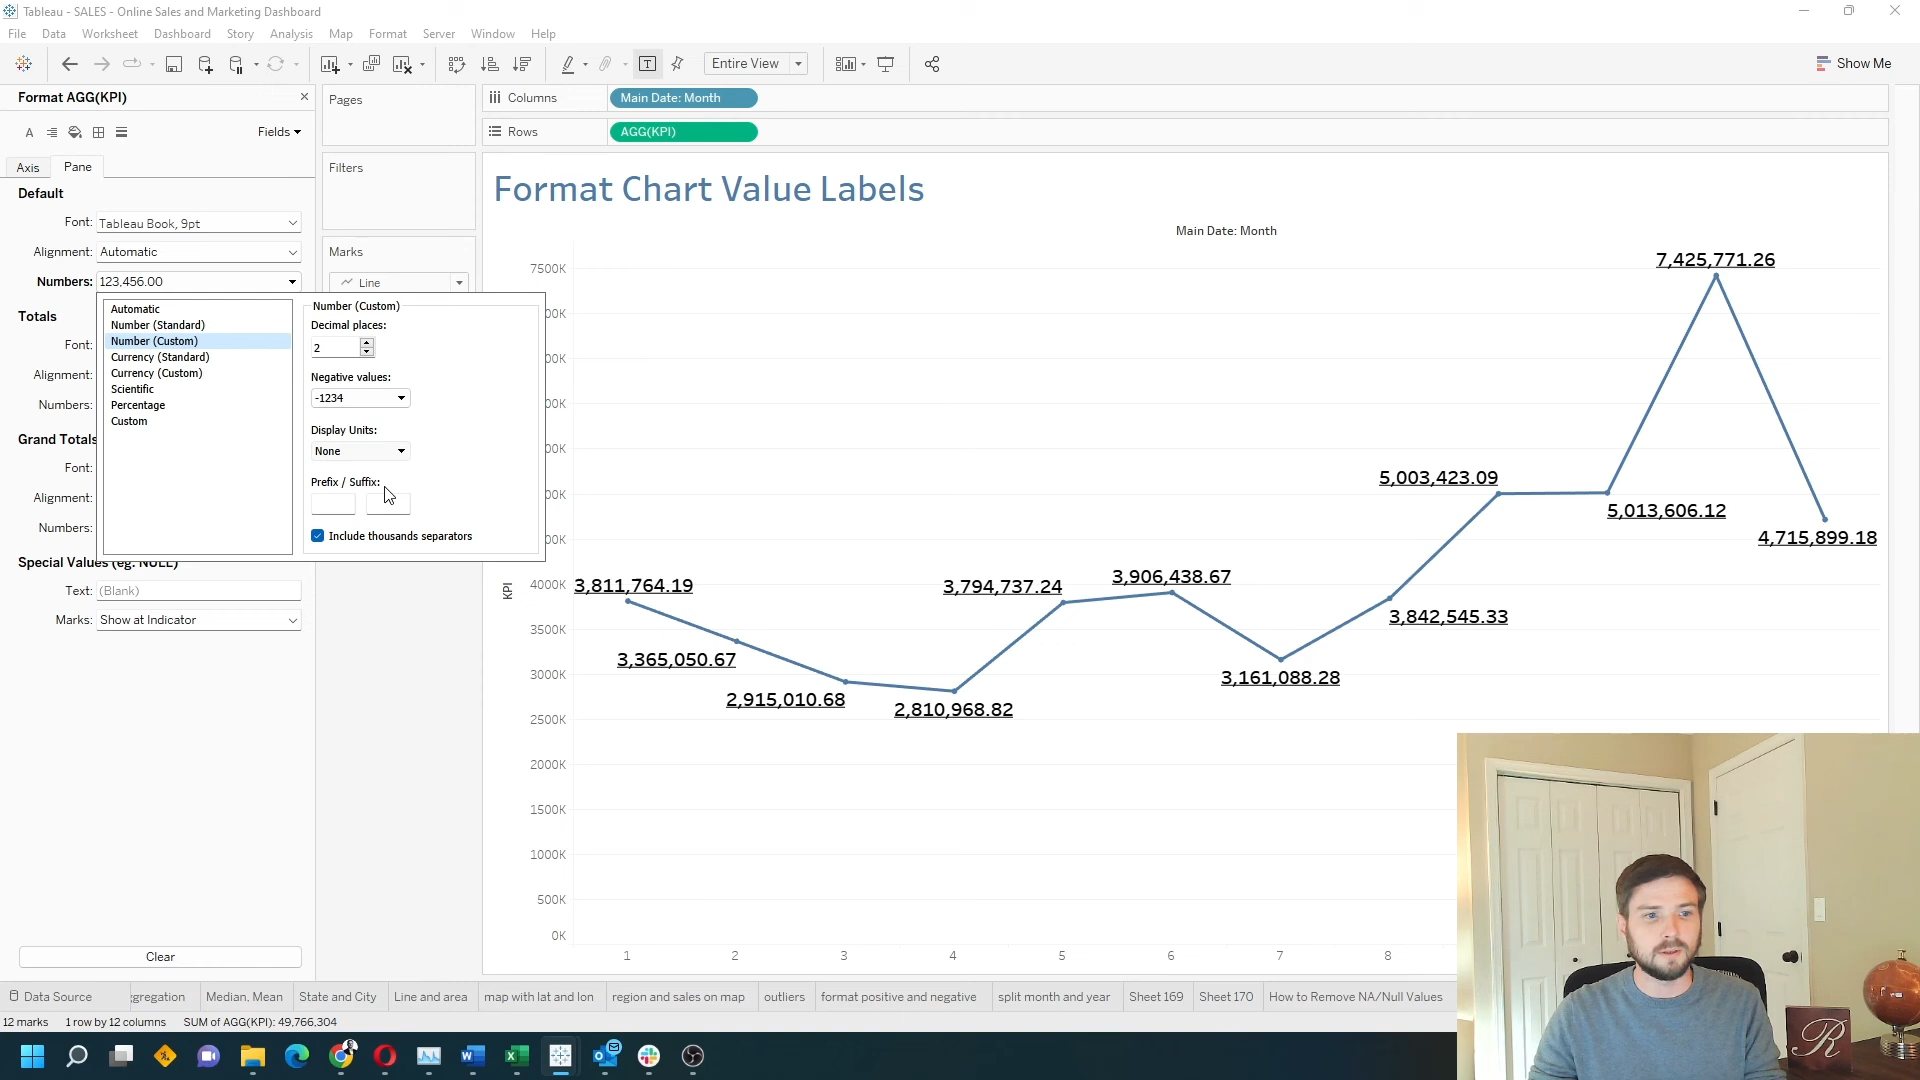 Tableau - SALES - Online Sales and Marketing Dashboard
File Data Worksheet Dashboard Story Analysis Map Format Server Window Help
Entire View
Show Me
Format AGG(KPI)
Fields
Axis Pane
Default
Font: Tableau Book, 9pt
Alignment: Automatic
Numbers: 123,456.00
Totals
Font:
Alignment:
Numbers:
Grand Totals
Font:
Alignment:
Numbers:
Special Values (eg. NULL)
Text: (Blank)
Marks: Show at Indicator
Clear
Automatic
Number (Standard)
Number (Custom)
Currency (Standard)
Currency (Custom)
Scientific
Percentage
Custom
Number (Custom)
Decimal places:
2
Negative values:
-1234
Display Units:
None
Prefix / Suffix:
Include thousands separators
Pages
Filters
Marks
Line
Columns
Main Date: Month
Rows
AGG(KPI)
Format Chart Value Labels
Main Date: Month
7500K
00K
00K
00K
00K
00K
00K
4000K
3500K
3000K
2500K
2000K
1500K
1000K
500K
0K
KPI
3,811,764.19
3,365,050.67
2,915,010.68
2,810,968.82
3,794,737.24
3,906,438.67
3,161,088.28
3,842,545.33
5,003,423.09
5,013,606.12
7,425,771.26
4,715,899.18
1 2 3 4 5 6 7 8
Data Source
gregation
Median, Mean
State and City
Line and area
map with lat and lon
region and sales on map
outliers
format positive and negative
split month and year
Sheet 169
Sheet 170
How to Remove NA/Null Values
12 marks 1 row by 12 columns SUM of AGG(KPI): 49,766,304
R